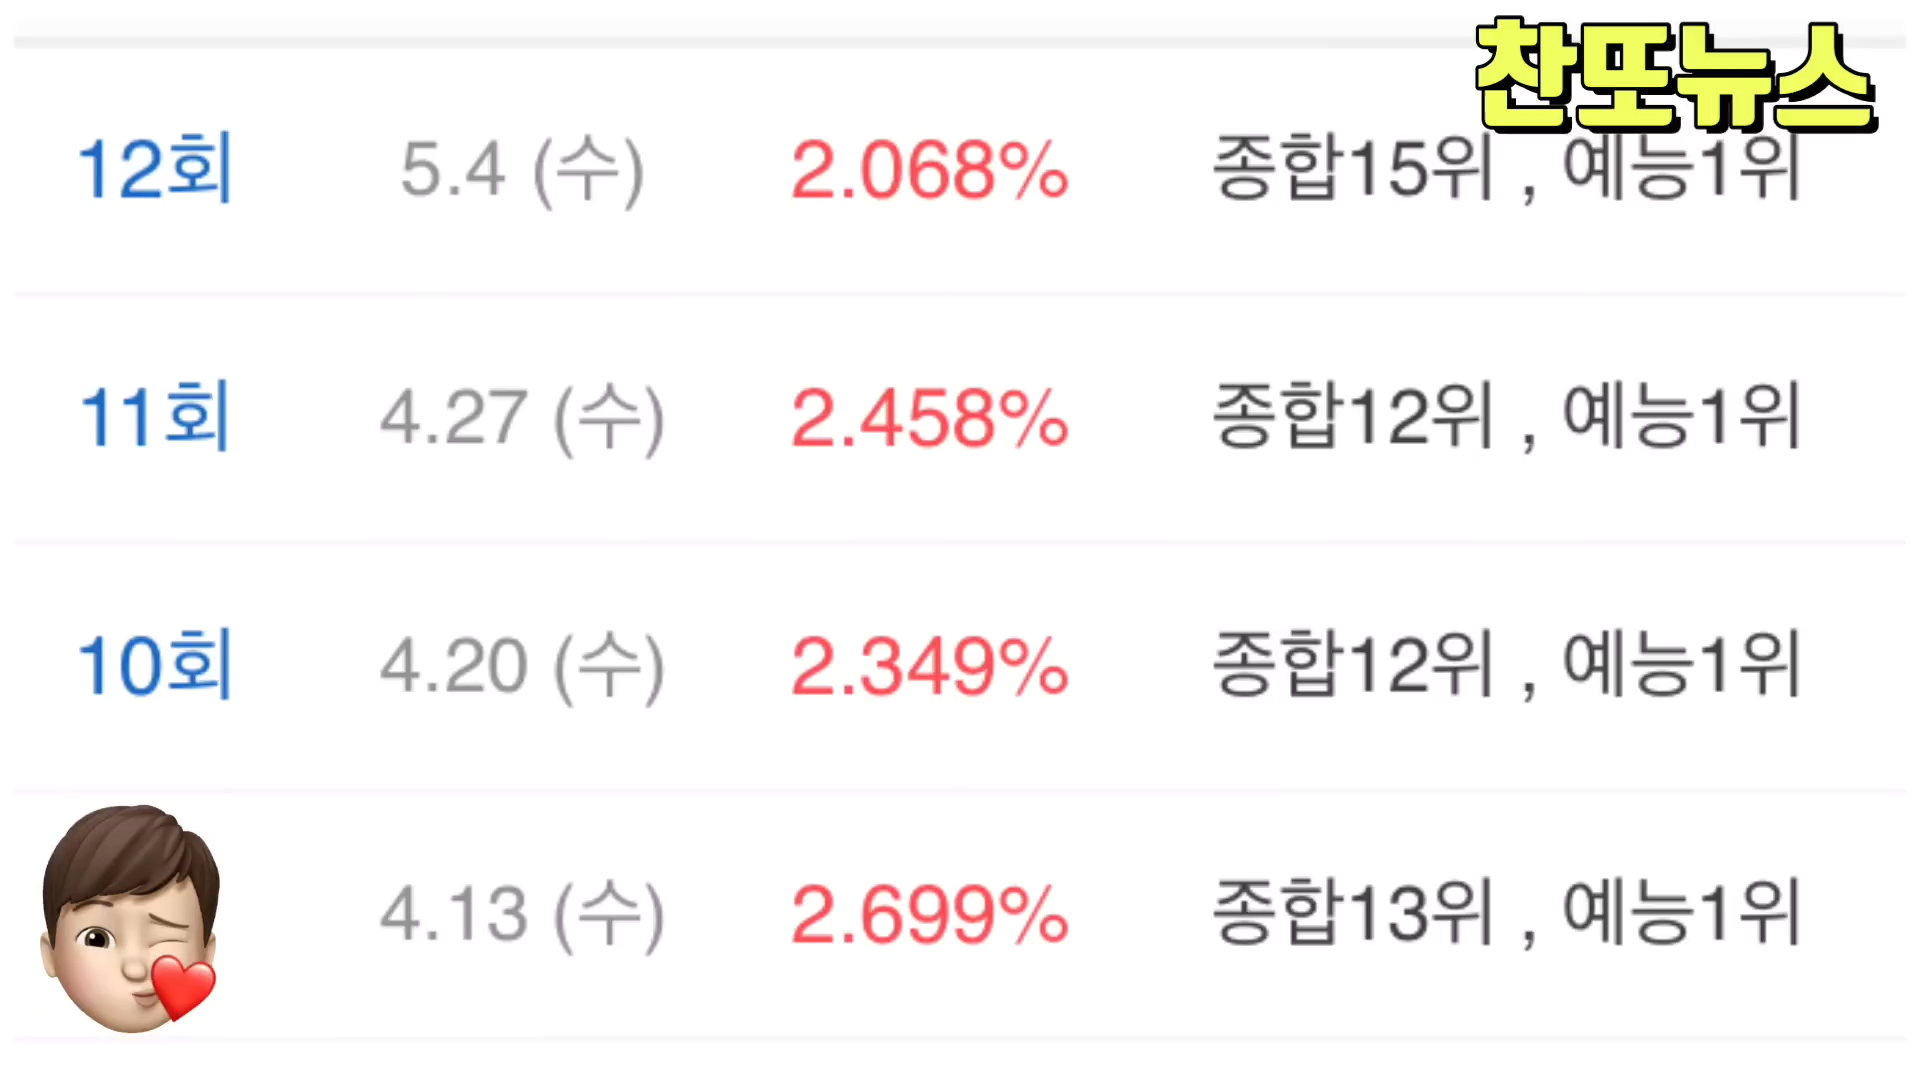 찬또뉴스
12회 5.4 (수) 2.068% 종합15위 , 예능1위
11회 4.27 (수) 2.458% 종합12위 , 예능1위
10회 4.20 (수) 2.349% 종합12위 , 예능1위
4.13 (수) 2.699% 종합13위 , 예능1위